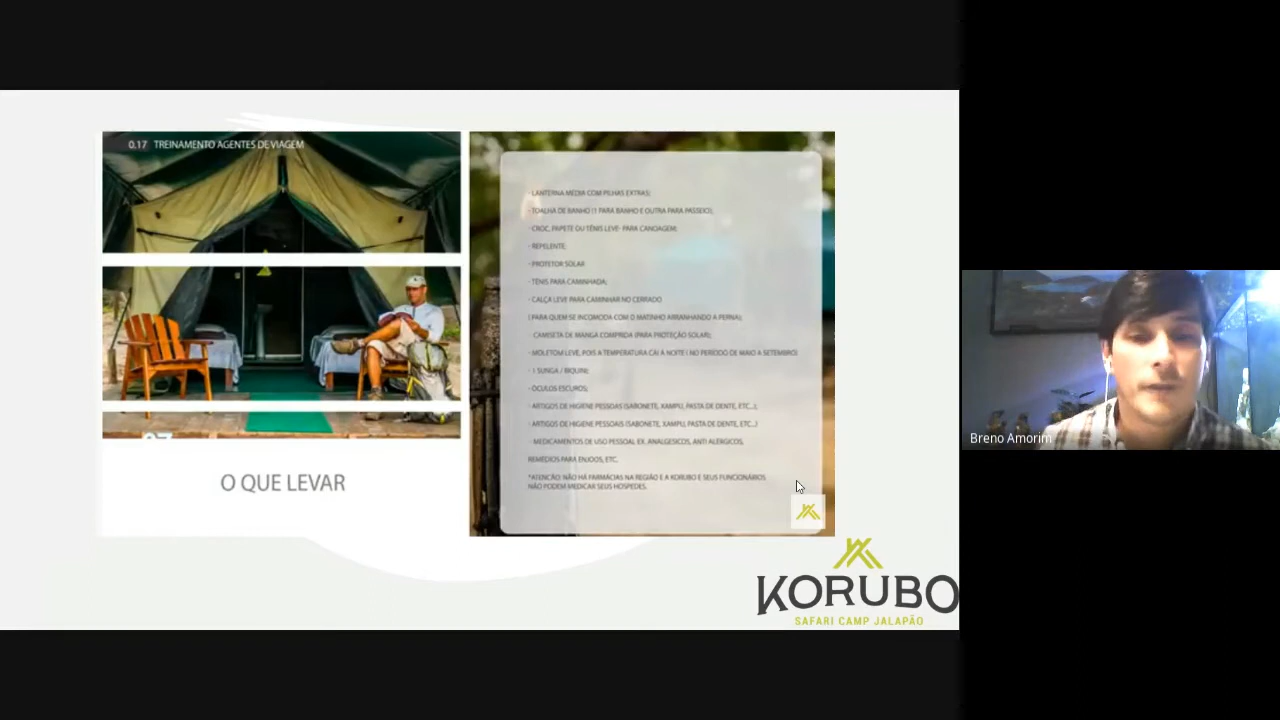 0.17 TREINAMENTO AGENTES DE VIAGEM
O QUE LEVAR
- LANTERNA MÉDIA COM PILHAS EXTRAS;
- TOALHA DE BANHO (1 PARA BANHO E OUTRA PARA PASSEIO);
- CROC, PAPETE OU TÊNIS LEVE- PARA CANOAGEM;
- REPELENTE;
- PROTETOR SOLAR
- TÊNIS PARA CAMINHADA;
- CALÇA LEVE PARA CAMINHAR NO CERRADO
( PARA QUEM SE INCOMODA COM O MATINHO ARRANHANDO A PERNA);
- CAMISETA DE MANGA COMPRIDA (PARA PROTEÇÃO SOLAR);
- MOLETOM LEVE, POIS A TEMPERATURA CAI À NOITE ( NO PERÍODO DE MAIO A SETEMBRO)
- 1 SUNGA / BIQUINI;
- ÓCULOS ESCUROS;
- ARTIGOS DE HIGIENE PESSOAS (SABONETE, XAMPU, PASTA DE DENTE, ETC...);
- ARTIGOS DE HIGIENE PESSOAIS (SABONETE, XAMPU, PASTA DE DENTE, ETC...)
- MEDICAMENTOS DE USO PESSOAL EX. ANALGESICOS, ANTI ALÉRGICOS,
REMÉDIOS PARA ENJOOS, ETC.
*ATENCÃO: NÃO HÁ FARMÁCIAS NA REGIÃO E A KORUBO E SEUS FUNCIONÁRIOS
NÃO PODEM MEDICAR SEUS HOSPEDES.
KORUBO
SAFARI CAMP JALAPÃO
Breno Amorim